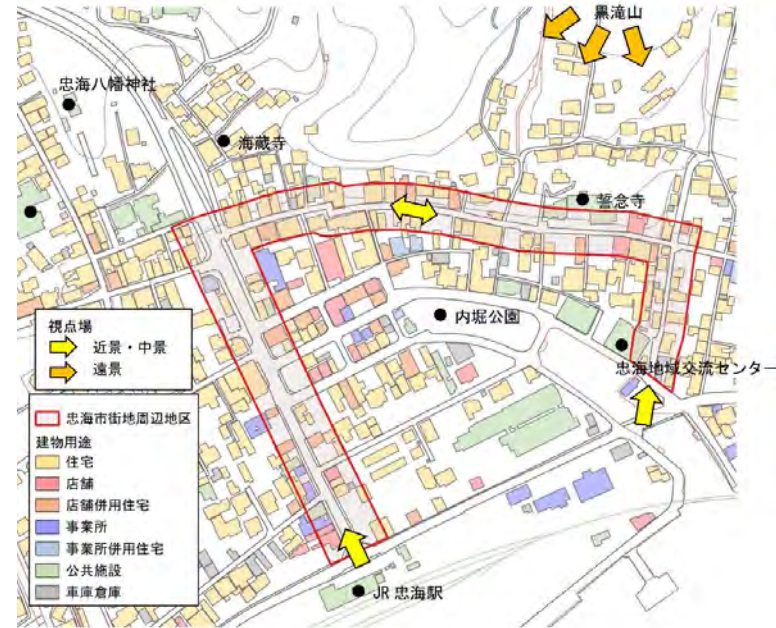 黒滝山
忠海八幡神社
海蔵寺
誓念寺
内堀公園
忠海地域交流センター
JR 忠海駅
視点場
近景・中景
遠景
忠海市街地周辺地区
建物用途
住宅
店舗
店舗併用住宅
事業所
事業所併用住宅
公共施設
車庫倉庫